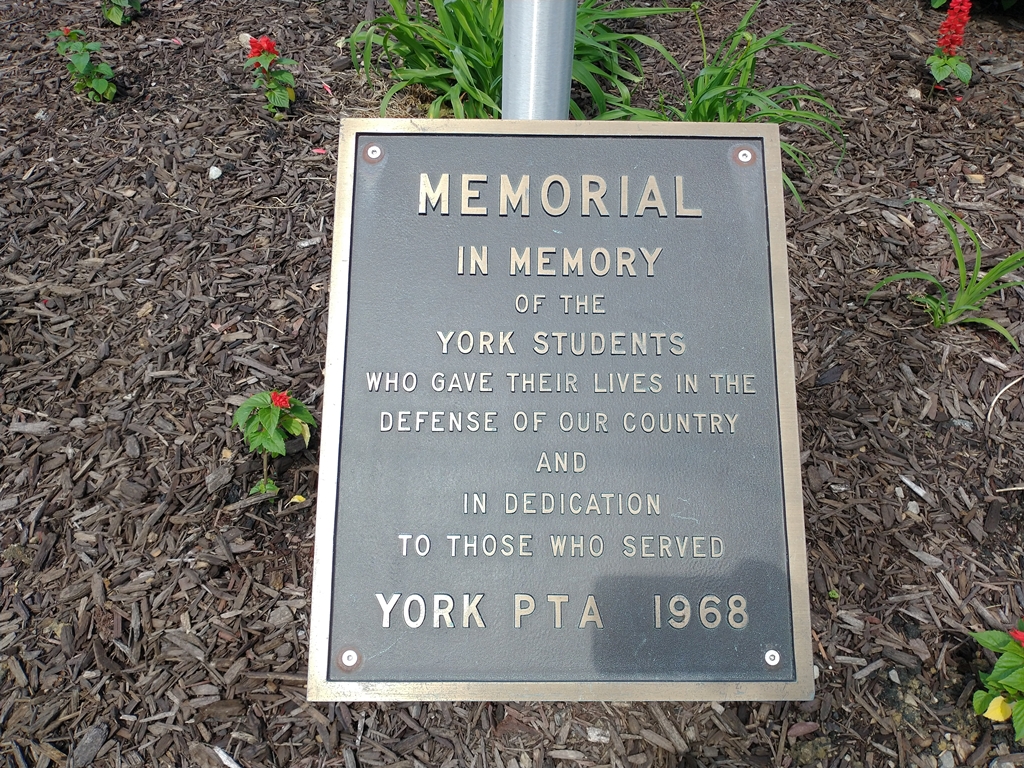 MEMORIAL
IN MEMORY
OF THE
YORK STUDENTS
WHO GAVE THEIR LIVES IN THE
DEFENSE OF OUR COUNTRY
AND
IN DEDICATION
TO THOSE WHO SERVED
YORK PTA 1968